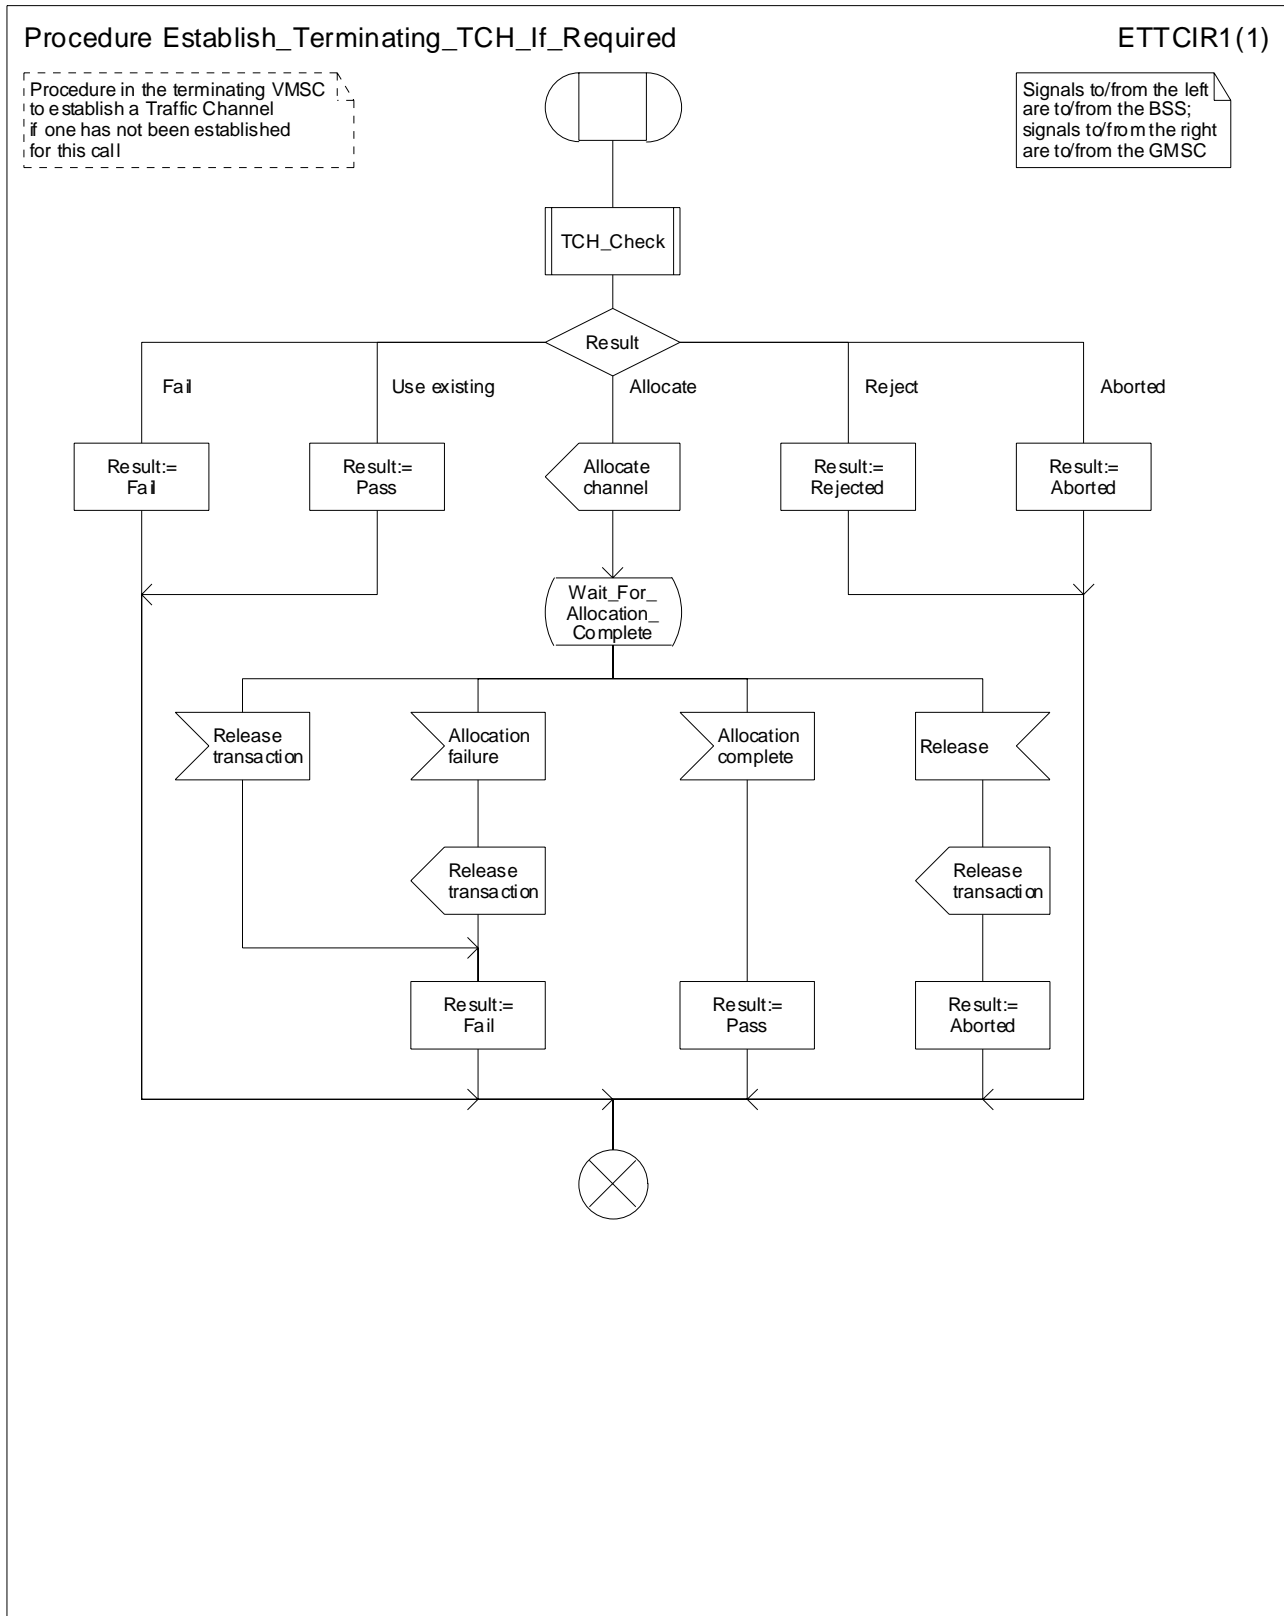 Procedure Establish_Terminating_TCH_If_Required
ETTCIR1(1)
Procedure in the terminating VMSC
to establish a Traffic Channel
if one has not been established
for this call
Signals to/from the left
are to/from the BSS;
signals to/from the right
are to/from the GMSC
TCH_Check
Result
Fail
Use existing
Allocate
Reject
Aborted
Result:=
Fail
Result:=
Pass
Allocate
channel
Result:=
Rejected
Result:=
Aborted
Wait_For_
Allocation_
Complete
Release
transaction
Allocation
failure
Allocation
complete
Release
Release
transaction
Release
transaction
Result:=
Fail
Result:=
Pass
Result:=
Aborted